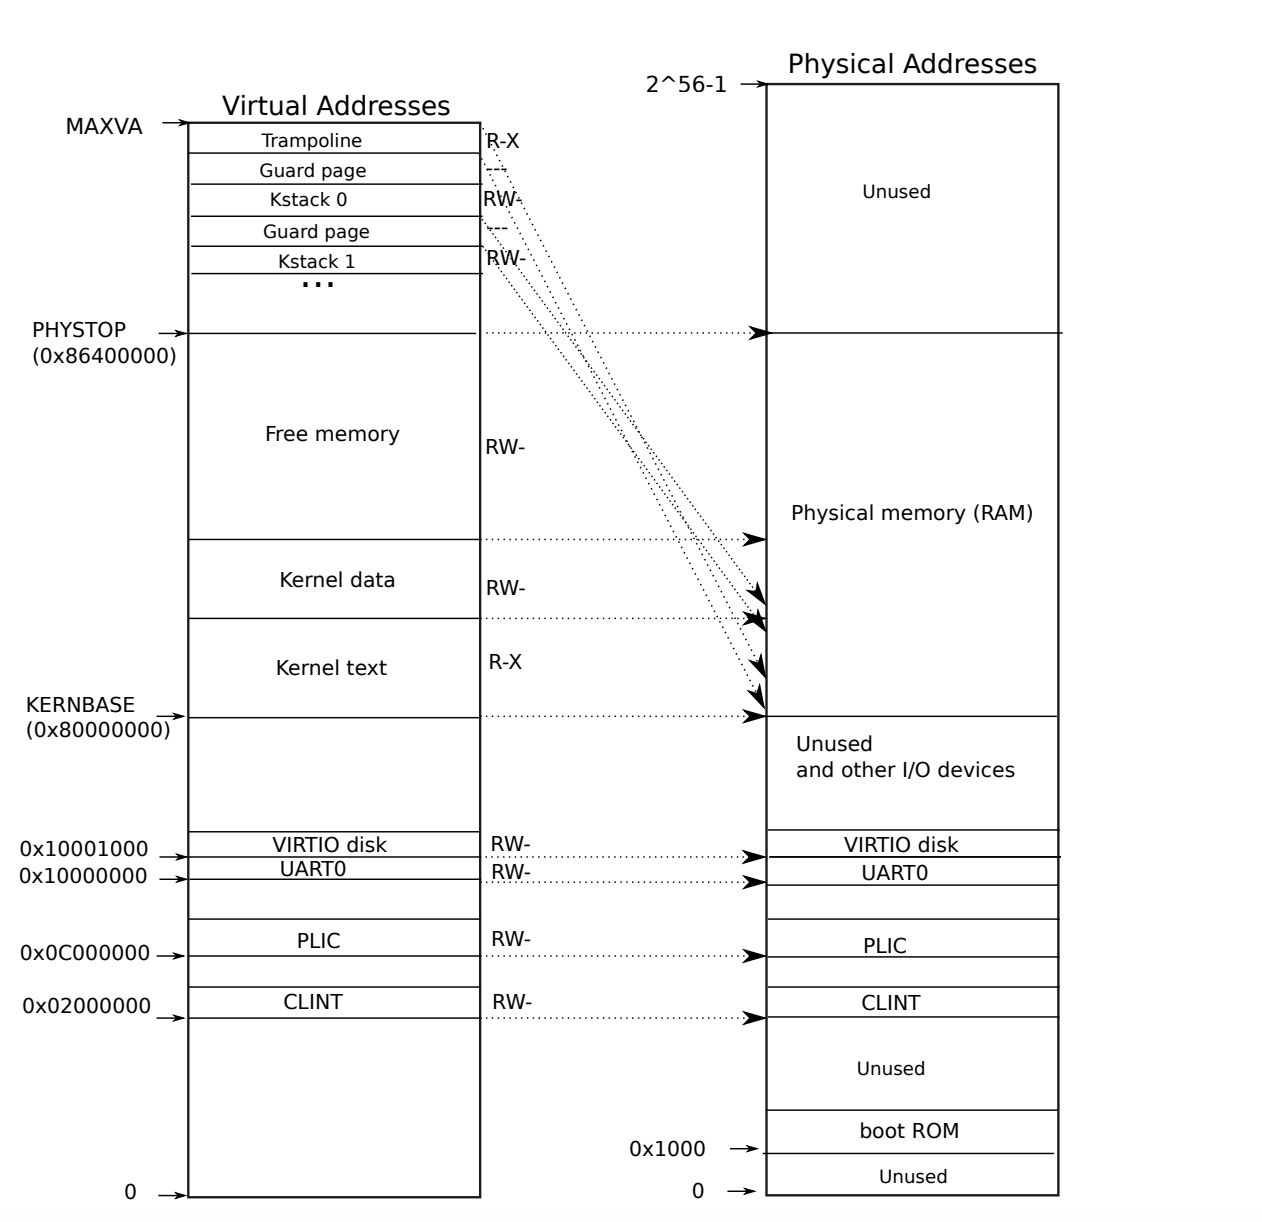 Physical Addresses
2^56-1
Virtual Addresses
MAXVA
Trampoline
R-X
Guard page
---
Unused
Kstack 0
RW-
Guard page
---
Kstack 1
RW-
...
PHYSTOP
(0x86400000)
Free memory
RW-
Physical memory (RAM)
Kernel data
RW-
Kernel text
R-X
KERNBASE
(0x80000000)
Unused
and other I/O devices
0x10001000
VIRTIO disk
RW-
VIRTIO disk
0x10000000
UART0
RW-
UART0
0x0C000000
PLIC
RW-
PLIC
0x02000000
CLINT
RW-
CLINT
Unused
boot ROM
0x1000
Unused
0
0